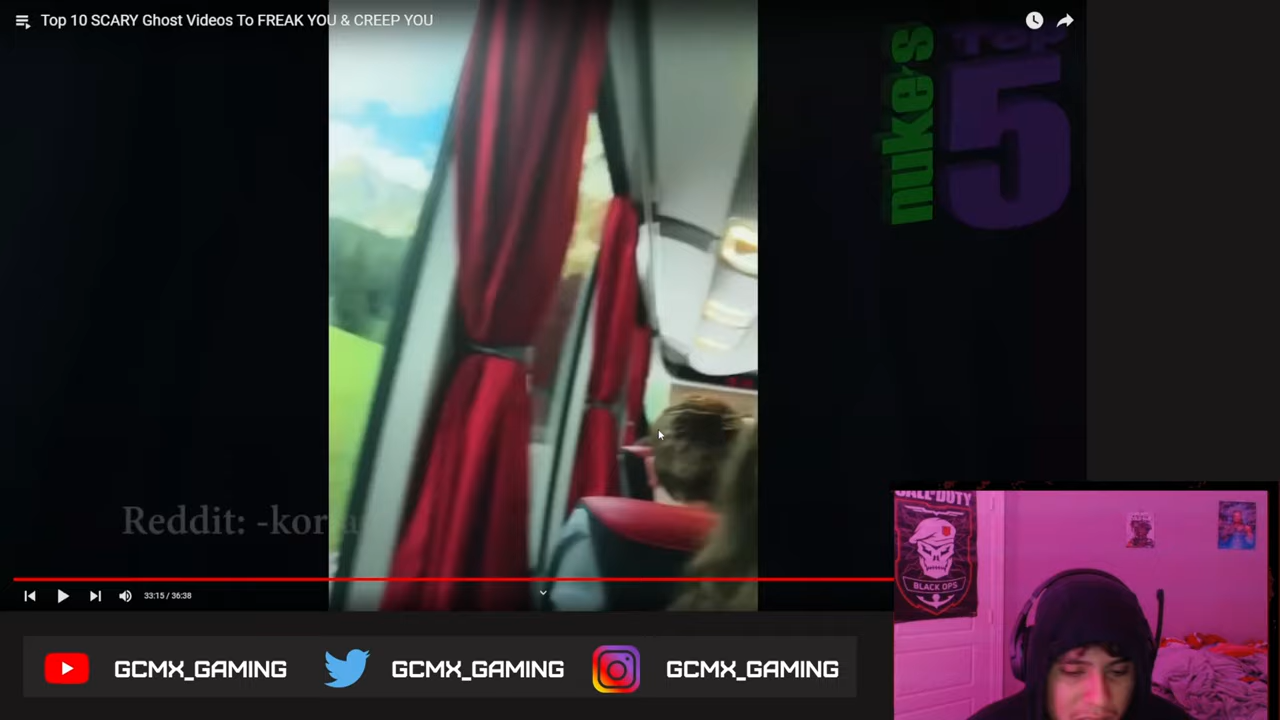 Top 10 SCARY Ghost Videos To FREAK YOU & CREEP YOU
nuke's
TOP
5
Reddit:
33:15 / 36:38
CALL OF DUTY
BLACK OPS
GCMX_GAMING
GCMX_GAMING
GCMX_GAMING